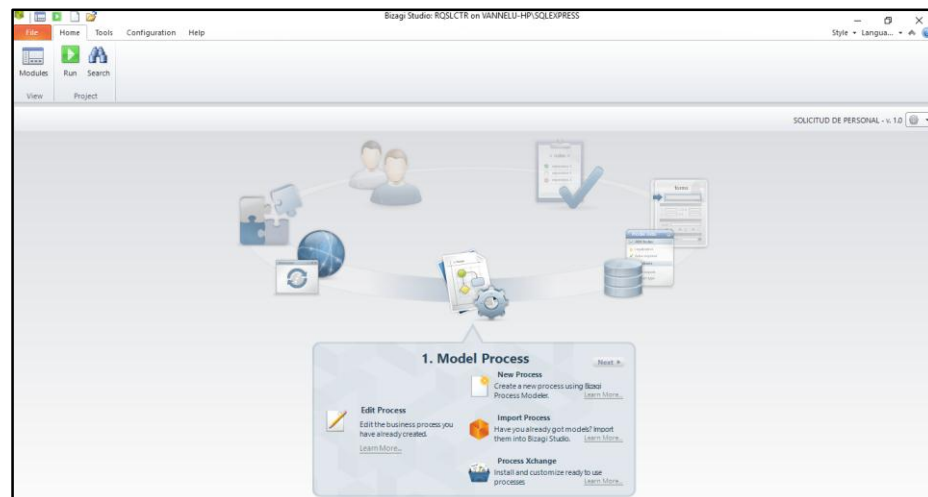 Bizagi Studio: RQSLCTR on VANNELU-HP\SQLEXPRESS
File Home Tools Configuration Help
Style Langua...
Modules Run Search
View Project
SOLICITUD DE PERSONAL - v. 1.0
forms
1. Model Process
Next
New Process
Create a new process using Bizagi
Process Modeler. Learn More...
Edit Process
Edit the business process you
have already created.
Learn More...
Import Process
Have you already got models? Import
them into Bizagi Studio. Learn More...
Process Xchange
Install and customize ready to use
processes Learn More...